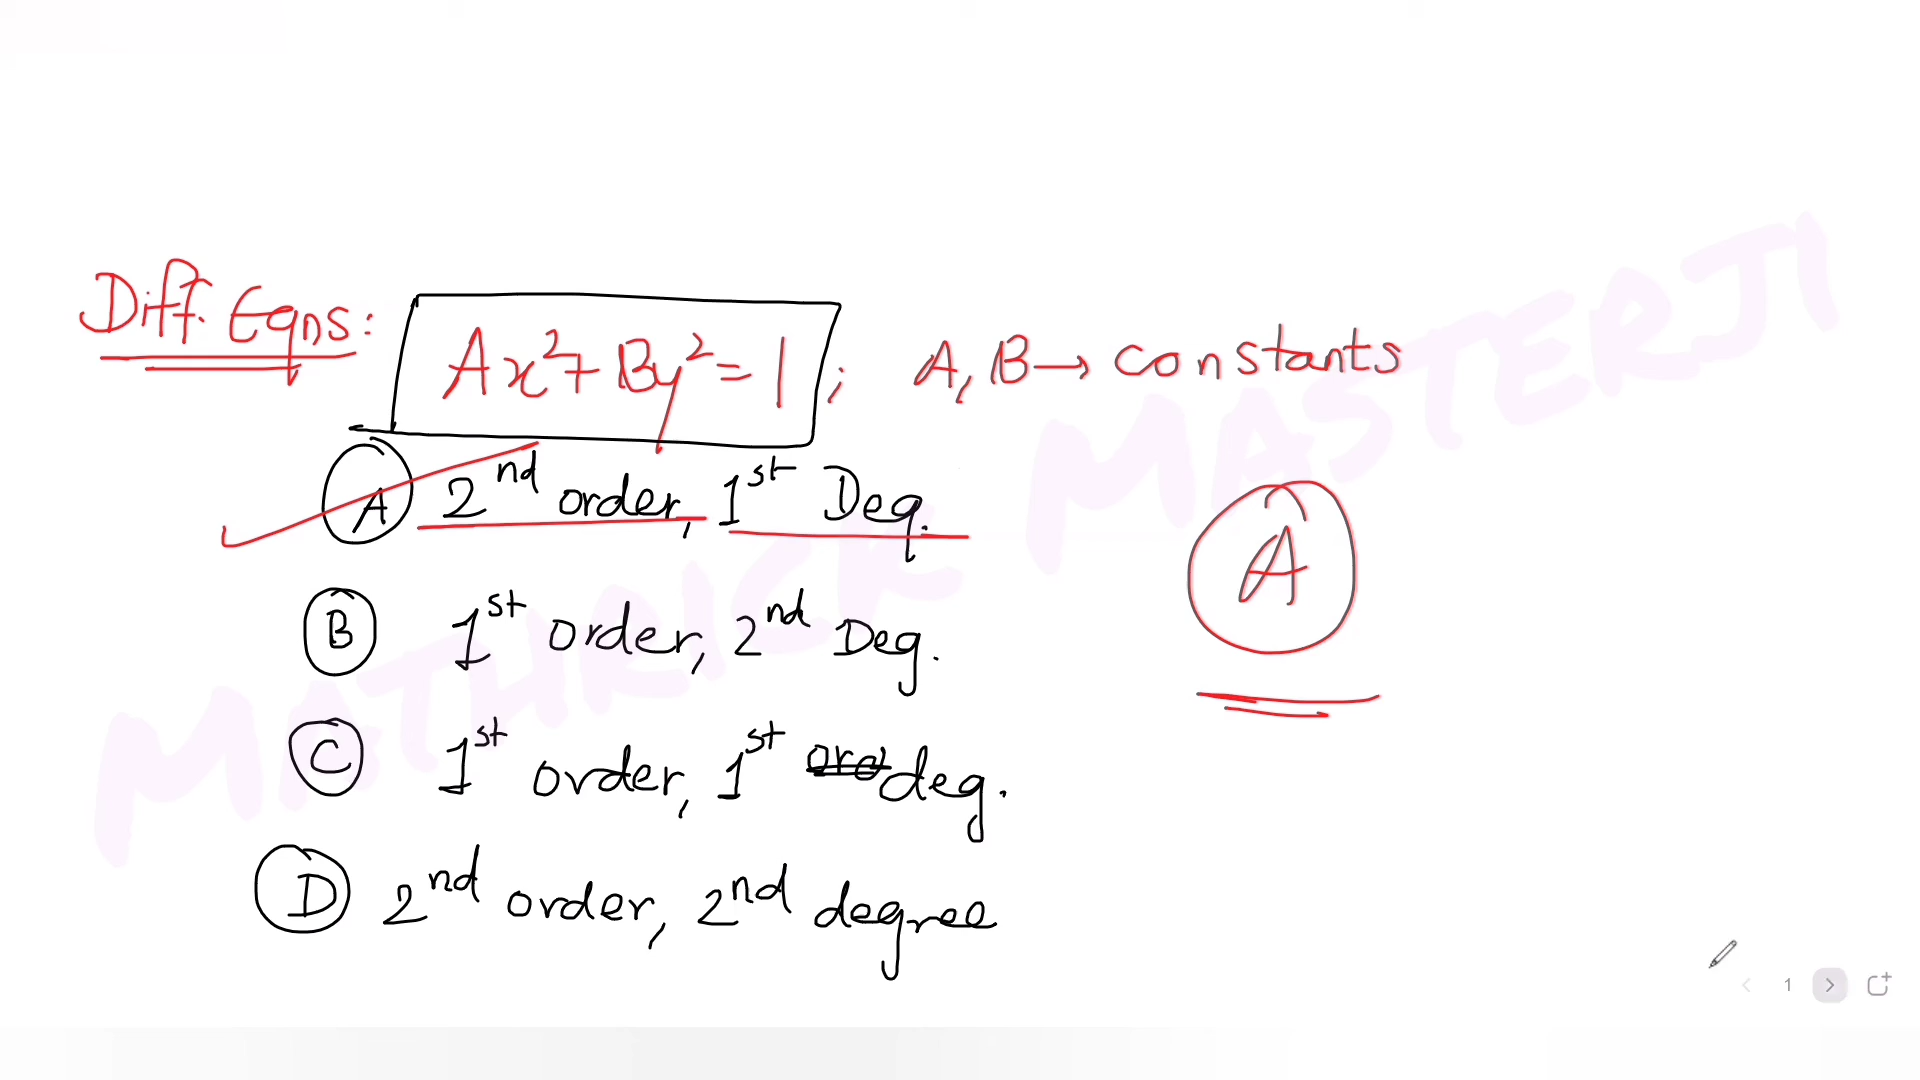 Diff. Eqns: Ax²+By²=1 ; A, B→ constants
A 2nd order, 1st Deg.
B 1st order, 2nd Deg.
C 1st order, 1st deg.
D 2nd order, 2nd degree
A
MATHRICK MASTERJI
1